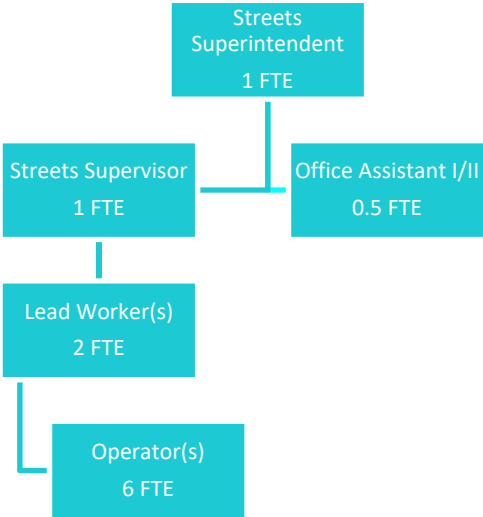 Streets
Superintendent
1 FTE
Streets Supervisor
1 FTE
Office Assistant I/II
0.5 FTE
Lead Worker(s)
2 FTE
Operator(s)
6 FTE